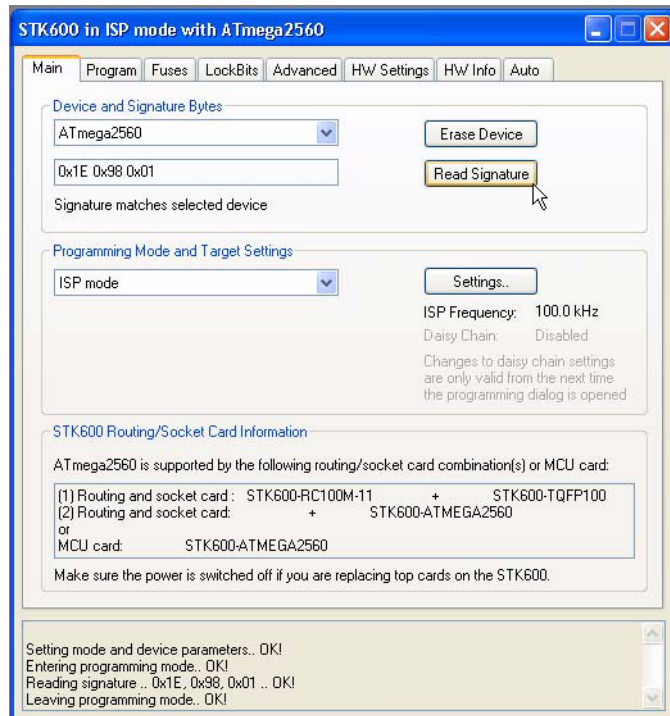 STK600 in ISP mode with ATmega2560
Main Program Fuses LockBits Advanced HW Settings HW Info Auto
Device and Signature Bytes
ATmega2560
Erase Device
0x1E 0x98 0x01
Read Signature
Signature matches selected device
Programming Mode and Target Settings
ISP mode
Settings..
ISP Frequency: 100.0 kHz
Daisy Chain: Disabled
Changes to daisy chain settings
are only valid from the next time
the programming dialog is opened
STK600 Routing/Socket Card Information
ATmega2560 is supported by the following routing/socket card combination(s) or MCU card:
(1) Routing and socket card : STK600-RC100M-11 + STK600-TQFP100
(2) Routing and socket card: + STK600-ATMEGA2560
or
MCU card: STK600-ATMEGA2560
Make sure the power is switched off if you are replacing top cards on the STK600.
Setting mode and device parameters.. OK!
Entering programming mode.. OK!
Reading signature .. 0x1E, 0x98, 0x01 .. OK!
Leaving programming mode.. OK!